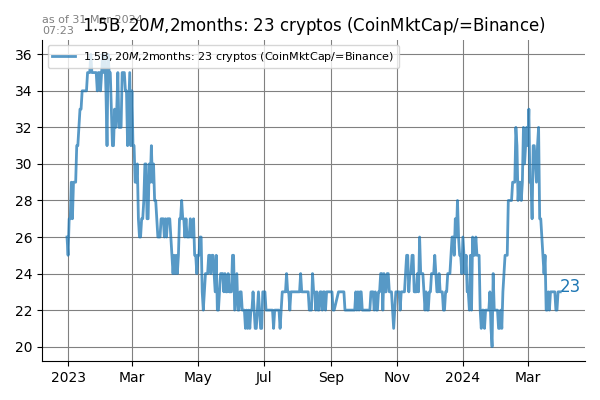 as of 31-Mar-2024
07:23
1.5B, 20M,2months: 23 cryptos (CoinMktCap/=Binance)
1.5B, 20M,2months: 23 cryptos (CoinMktCap/=Binance)
36
34
32
30
28
26
24
22
20
23
2023
Mar
May
Jul
Sep
Nov
2024
Mar